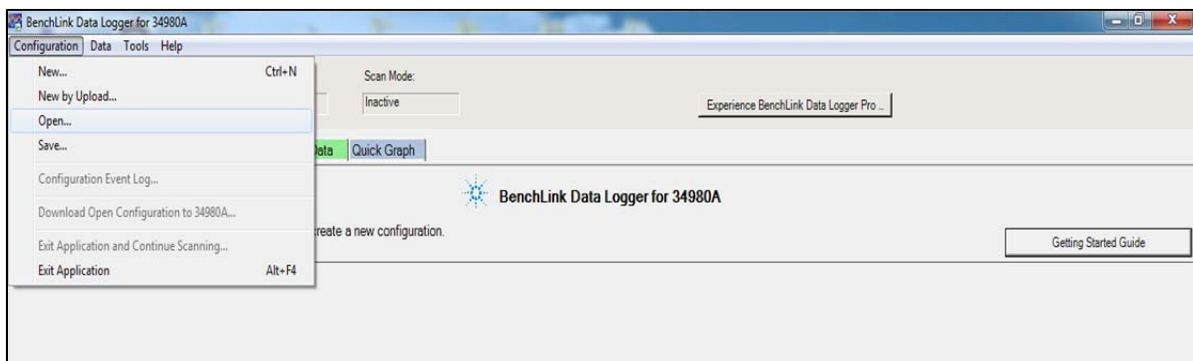 BenchLink Data Logger for 34980A
Configuration Data Tools Help
New... Ctrl+N
New by Upload...
Open...
Save...
Configuration Event Log...
Download Open Configuration to 34980A...
Exit Application and Continue Scanning...
Exit Application Alt+F4
Scan Mode:
Inactive
Experience BenchLink Data Logger Pro ..
Data Quick Graph
BenchLink Data Logger for 34980A
create a new configuration.
Getting Started Guide